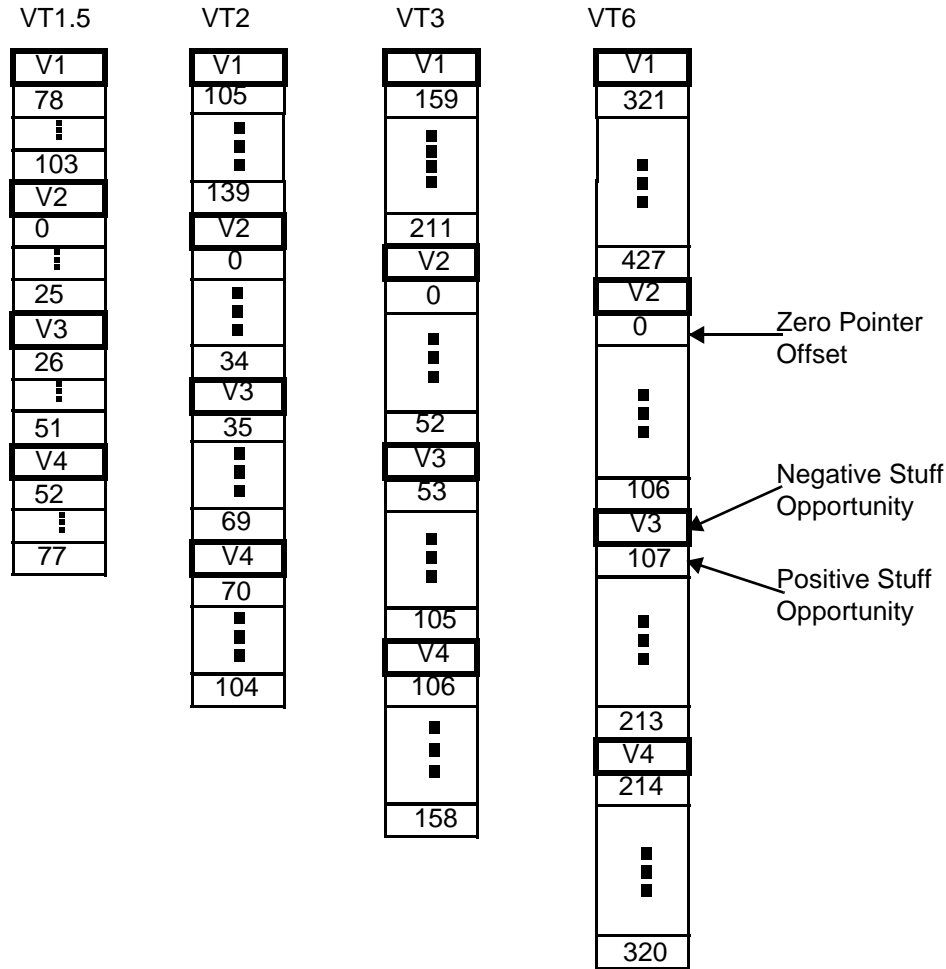 VT1.5
V1
78
103
V2
0
25
V3
26
51
V4
52
77
VT2
V1
105
139
V2
0
34
V3
35
69
V4
70
104
VT3
V1
159
211
V2
0
52
V3
53
105
V4
106
158
VT6
V1
321
427
V2
0
106
V3
107
213
V4
214
320
Zero Pointer
Offset
Negative Stuff
Opportunity
Positive Stuff
Opportunity